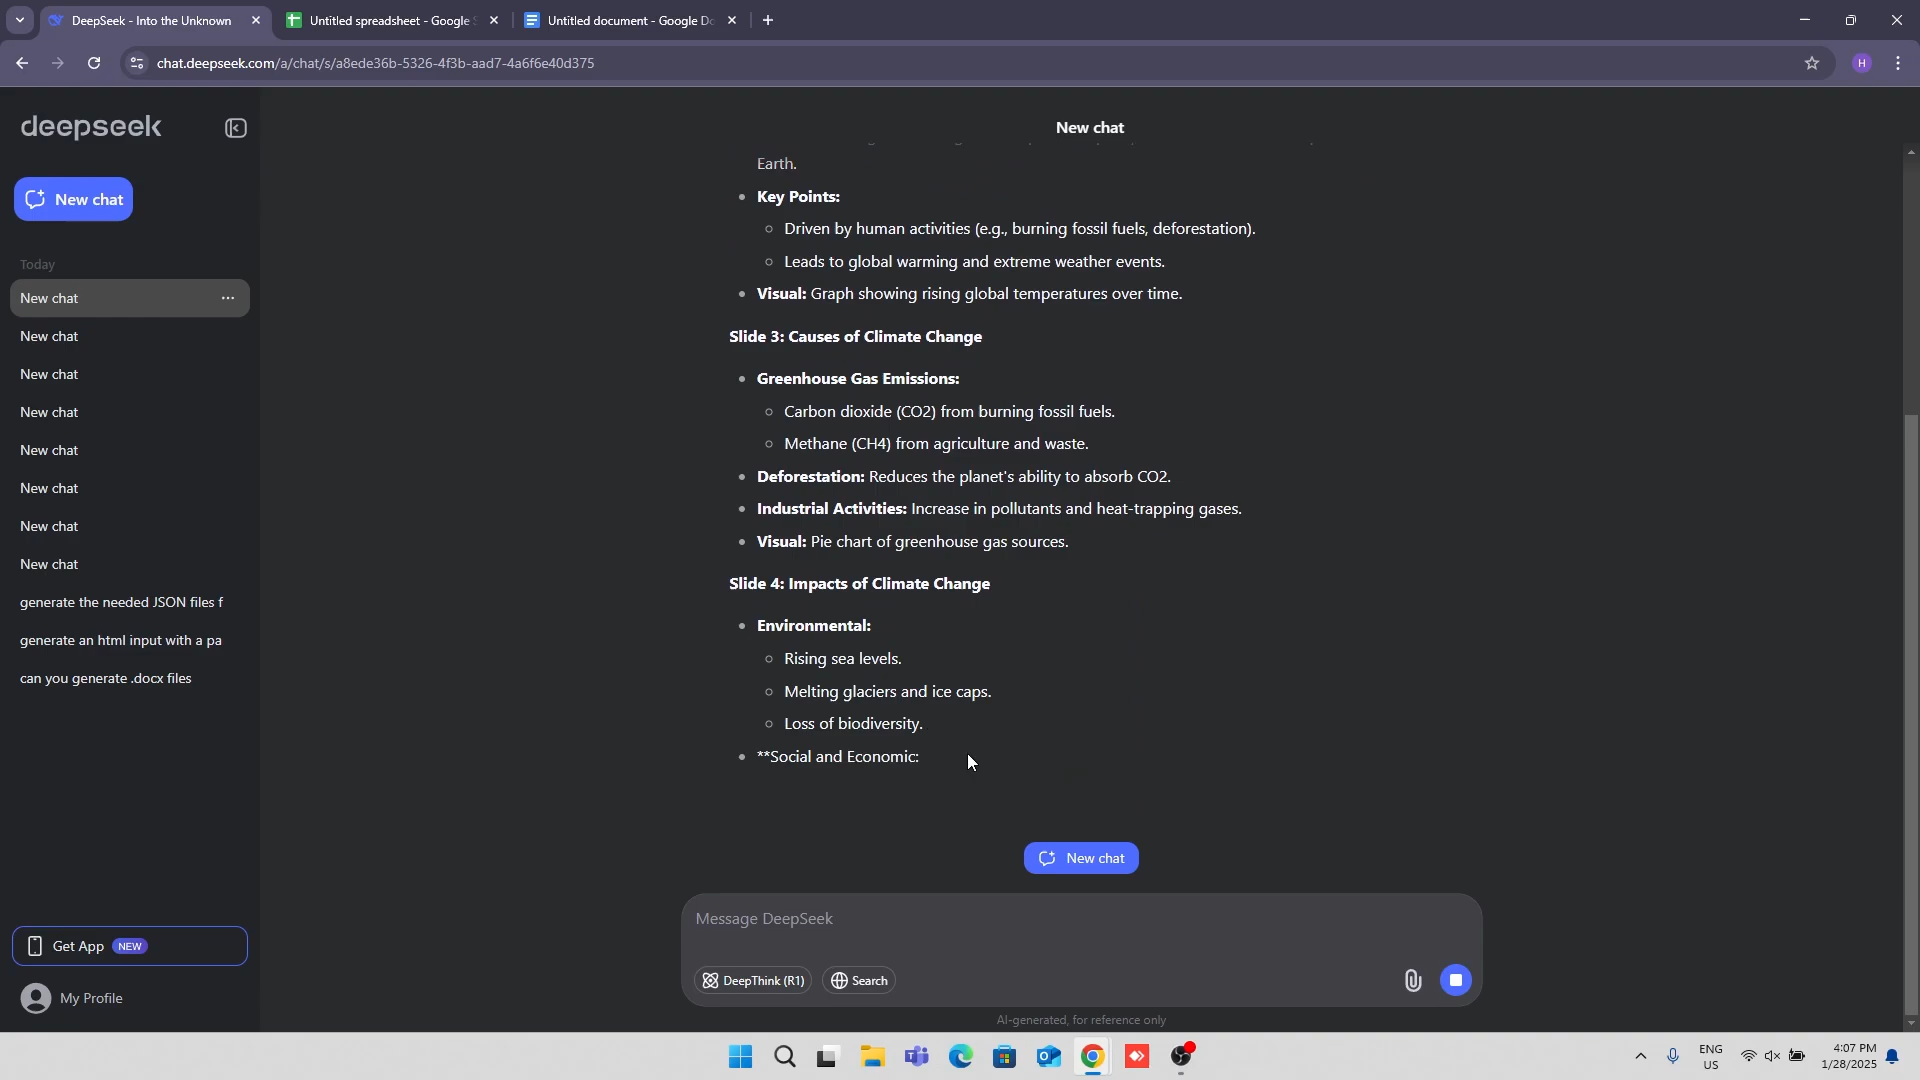 DeepSeek - Into the Unknown
Untitled spreadsheet - Google S
Untitled document - Google Do
chat.deepseek.com/a/chat/s/a8ede36b-5326-4f3b-aad7-4a6f6e40d375
H
deepseek
New chat
New chat
Today
New chat
New chat
New chat
New chat
New chat
New chat
New chat
New chat
generate the needed JSON files f
generate an html input with a pa
can you generate .docx files
Get App NEW
My Profile
Earth.
Key Points:
Driven by human activities (e.g., burning fossil fuels, deforestation).
Leads to global warming and extreme weather events.
Visual: Graph showing rising global temperatures over time.
Slide 3: Causes of Climate Change
Greenhouse Gas Emissions:
Carbon dioxide (CO2) from burning fossil fuels.
Methane (CH4) from agriculture and waste.
Deforestation: Reduces the planet's ability to absorb CO2.
Industrial Activities: Increase in pollutants and heat-trapping gases.
Visual: Pie chart of greenhouse gas sources.
Slide 4: Impacts of Climate Change
Environmental:
Rising sea levels.
Melting glaciers and ice caps.
Loss of biodiversity.
**Social and Economic:
New chat
Message DeepSeek
DeepThink (R1)
Search
AI-generated, for reference only
ENG
US
4:07 PM
1/28/2025